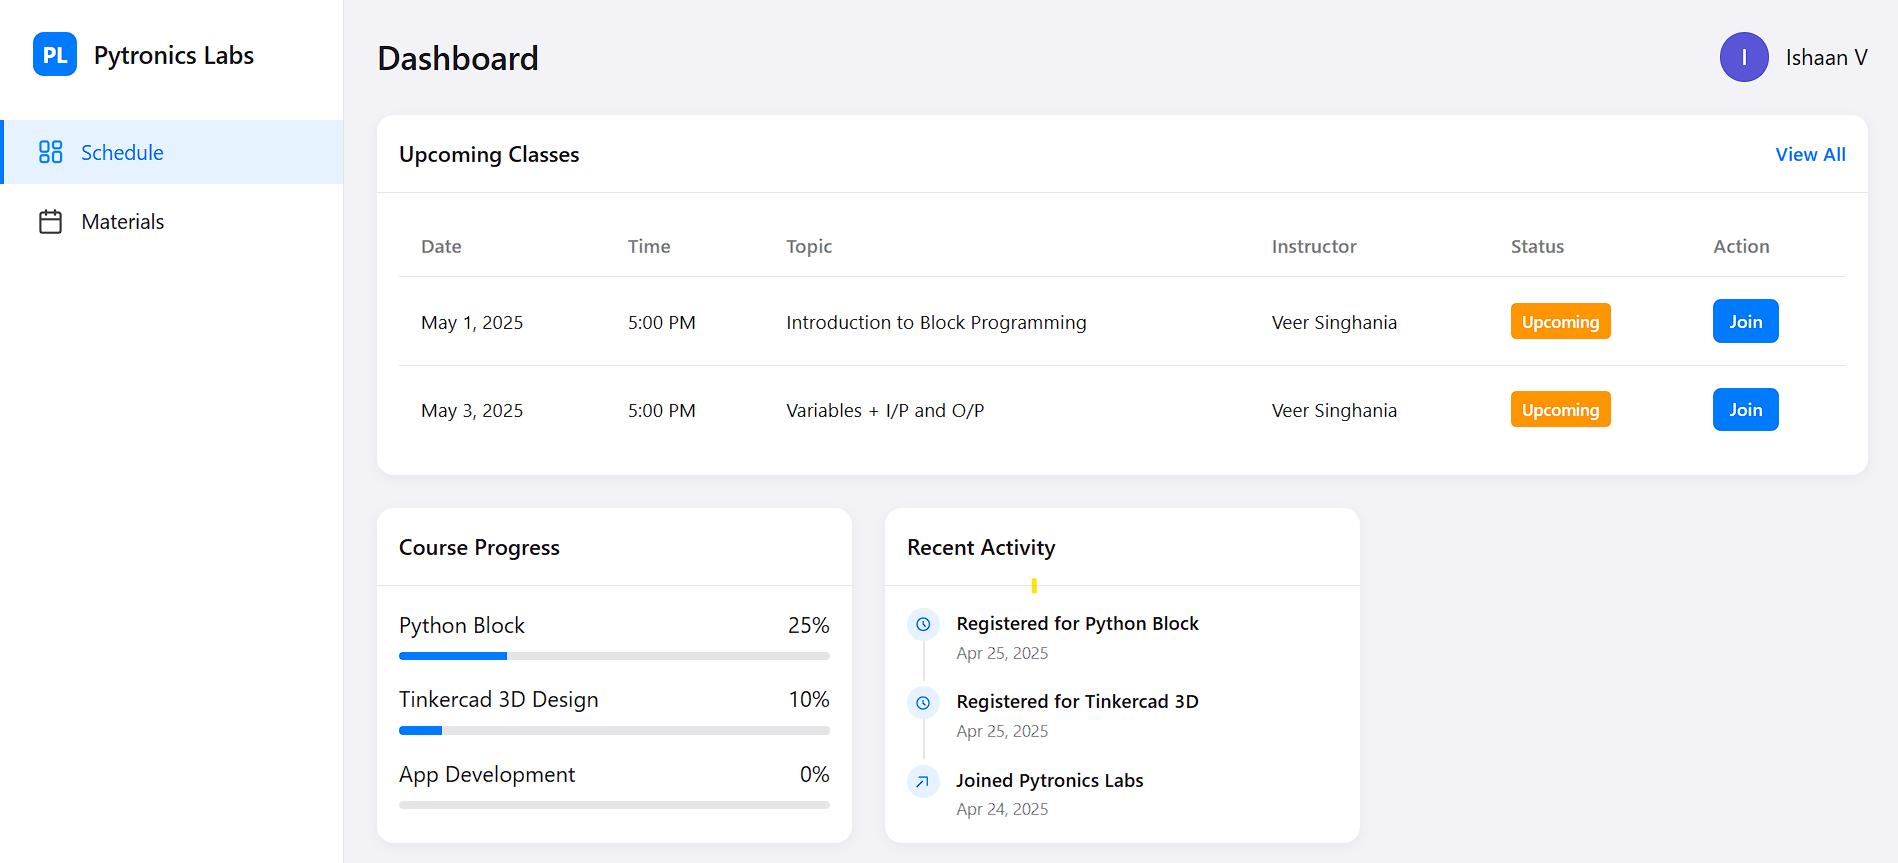 PL Pytronics Labs
Schedule
Materials
Dashboard
I Ishaan V
Upcoming Classes View All
Date Time Topic Instructor Status Action
May 1, 2025 5:00 PM Introduction to Block Programming Veer Singhania Upcoming Join
May 3, 2025 5:00 PM Variables + I/P and O/P Veer Singhania Upcoming Join
Course Progress
Python Block 25%
Tinkercad 3D Design 10%
App Development 0%
Recent Activity
Registered for Python Block
Apr 25, 2025
Registered for Tinkercad 3D
Apr 25, 2025
Joined Pytronics Labs
Apr 24, 2025